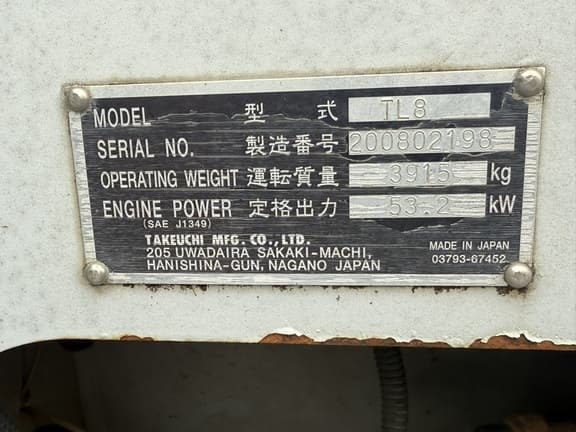 MODEL 型式 TL8
SERIAL NO. 製造番号 200802198
OPERATING WEIGHT 運転質量 3915 kg
ENGINE POWER 定格出力 53.2 kW
(SAE J1349)
TAKEUCHI MFG. CO., LTD.
205 UWADAIRA SAKAKI-MACHI,
HANISHINA-GUN, NAGANO JAPAN
MADE IN JAPAN
03793-67452